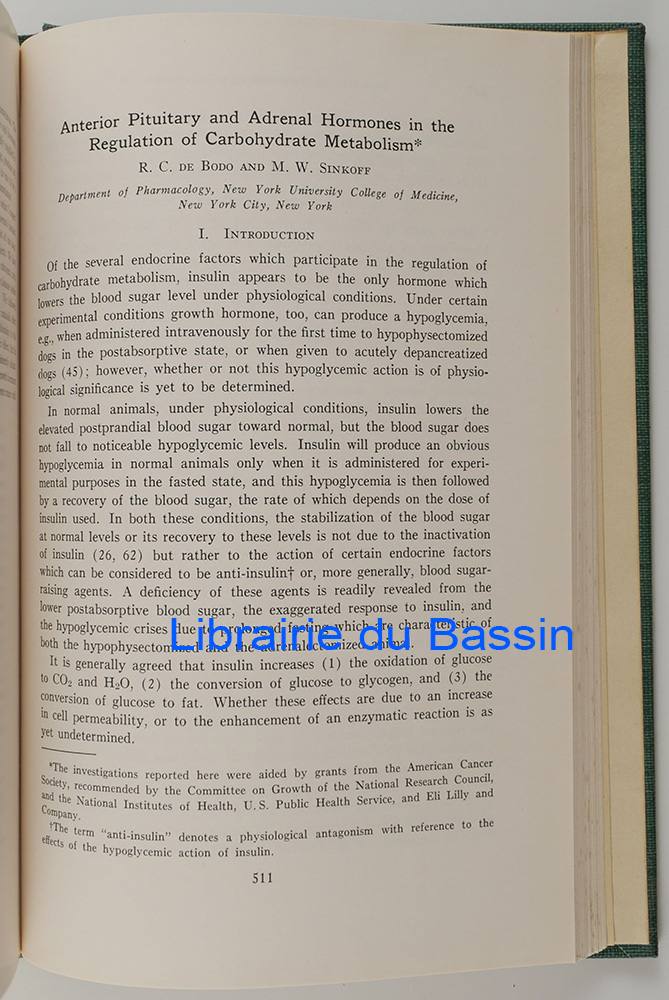 Anterior Pituitary and Adrenal Hormones in the
Regulation of Carbohydrate Metabolism*
R. C. DE BODO AND M. W. SINKOFF
Department of Pharmacology, New York University College of Medicine,
New York City, New York
I. INTRODUCTION
Of the several endocrine factors which participate in the regulation of
carbohydrate metabolism, insulin appears to be the only hormone which
lowers the blood sugar level under physiological conditions. Under certain
experimental conditions growth hormone, too, can produce a hypoglycemia,
e.g., when administered intravenously for the first time to hypophysectomized
dogs in the postabsorptive state, or when given to acutely depancreatized
dogs (45); however, whether or not this hypoglycemic action is of physio-
logical significance is yet to be determined.
In normal animals, under physiological conditions, insulin lowers the
elevated postprandial blood sugar toward normal, but the blood sugar does
not fall to noticeable hypoglycemic levels. Insulin will produce an obvious
hypoglycemia in normal animals only when it is administered for experi-
mental purposes in the fasted state, and this hypoglycemia is then followed
by a recovery of the blood sugar, the rate of which depends on the dose of
insulin used. In both these conditions, the stabilization of the blood sugar
at normal levels or its recovery to these levels is not due to the inactivation
of insulin (26, 62) but rather to the action of certain endocrine factors
which can be considered to be anti-insulin† or, more generally, blood sugar-
raising agents. A deficiency of these agents is readily revealed from the
lower postabsorptive blood sugar, the exaggerated response to insulin, and
the hypoglycemic crises due to prolonged fasting which are characteristic of
both the hypophysectomized and the adrenalectomized animal.
Librairie du Bassin
It is generally agreed that insulin increases (1) the oxidation of glucose
to CO₂ and H₂O, (2) the conversion of glucose to glycogen, and (3) the
conversion of glucose to fat. Whether these effects are due to an increase
in cell permeability, or to the enhancement of an enzymatic reaction is as
yet undetermined.
*The investigations reported here were aided by grants from the American Cancer
Society, recommended by the Committee on Growth of the National Research Council,
and the National Institutes of Health, U. S. Public Health Service, and Eli Lilly and
Company.
†The term "anti-insulin" denotes a physiological antagonism with reference to the
effects of the hypoglycemic action of insulin.
511